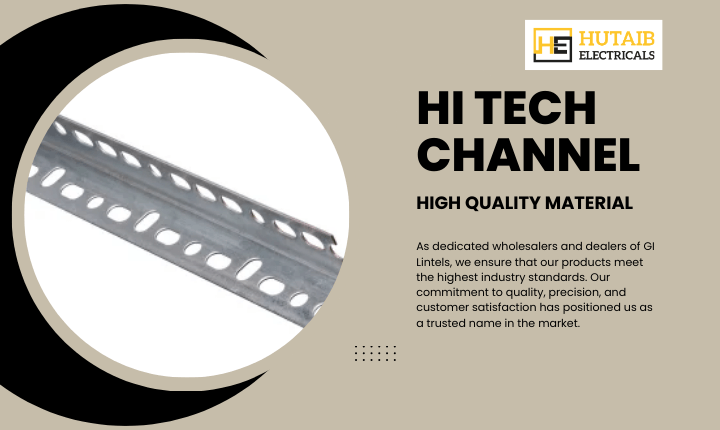 HE HUTAIB
ELECTRICALS
HI TECH
CHANNEL
HIGH QUALITY MATERIAL
As dedicated wholesalers and dealers of GI
Lintels, we ensure that our products meet
the highest industry standards. Our
commitment to quality, precision, and
customer satisfaction has positioned us as
a trusted name in the market.